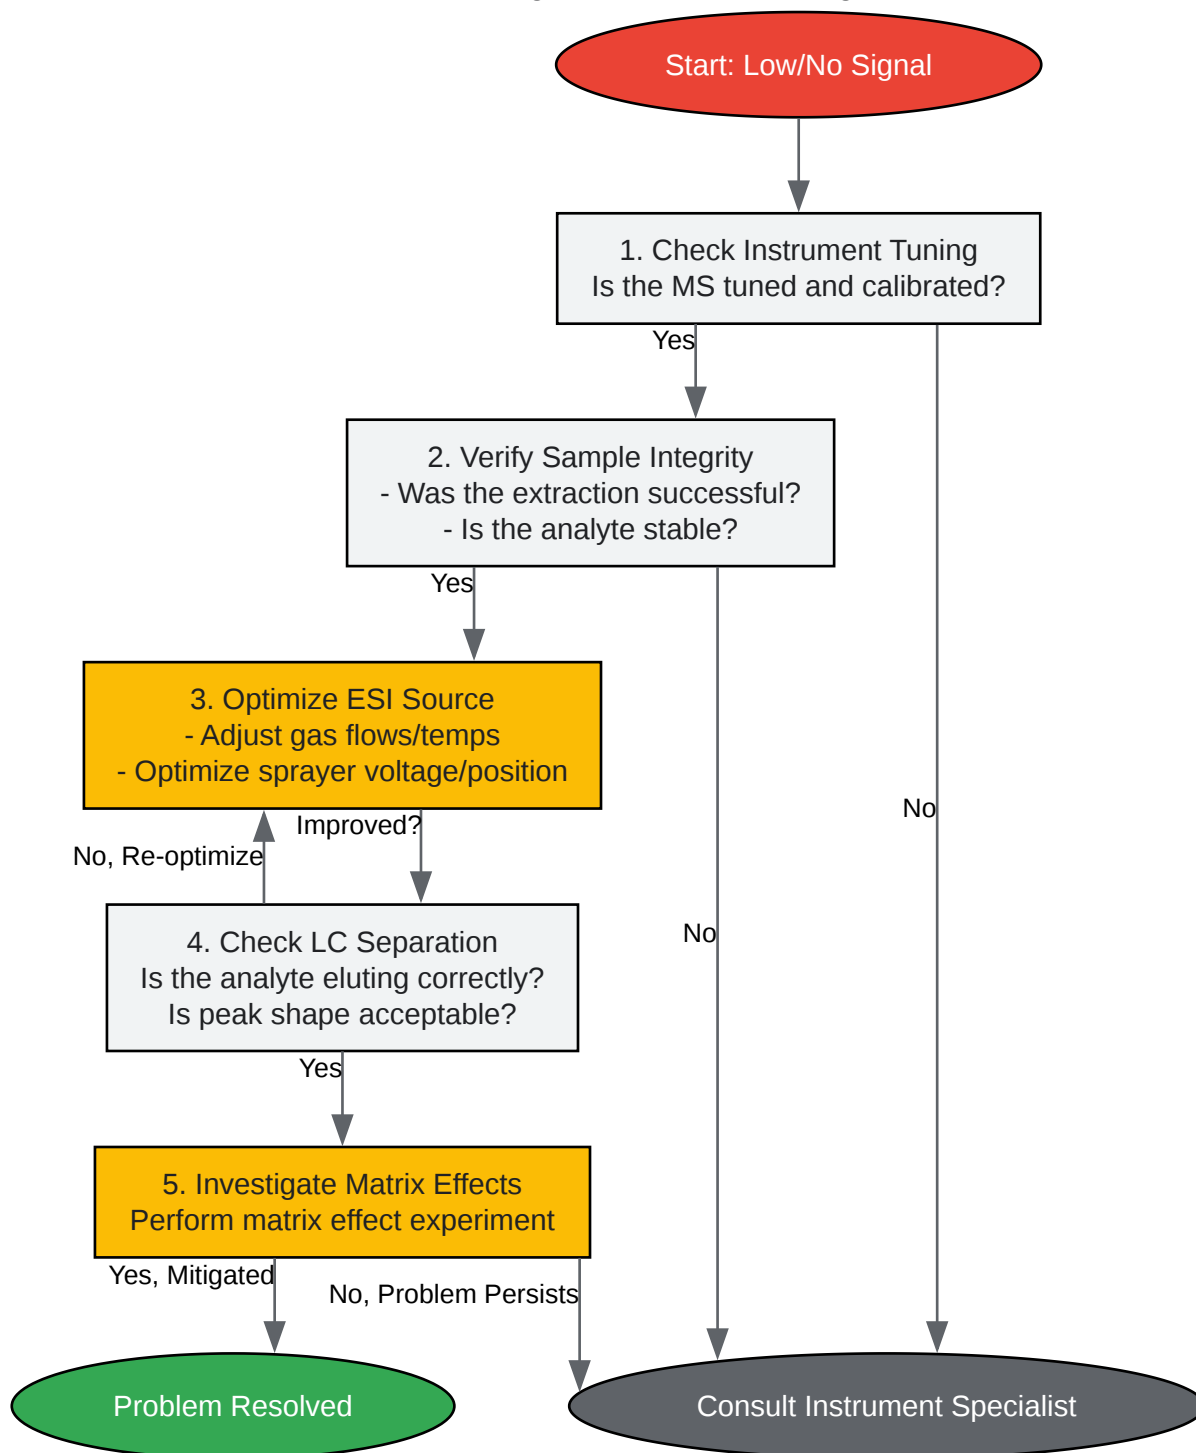 Start: Low/No Signal
1. Check Instrument Tuning
Is the MS tuned and calibrated?
Yes
2. Verify Sample Integrity
- Was the extraction successful?
- Is the analyte stable?
Yes
3. Optimize ESI Source
- Adjust gas flows/temps
- Optimize sprayer voltage/position
No
Improved?
No, Re-optimize
No
4. Check LC Separation
Is the analyte eluting correctly?
Is peak shape acceptable?
Yes
5. Investigate Matrix Effects
Perform matrix effect experiment
Yes, Mitigated
No, Problem Persists
Problem Resolved
Consult Instrument Specialist